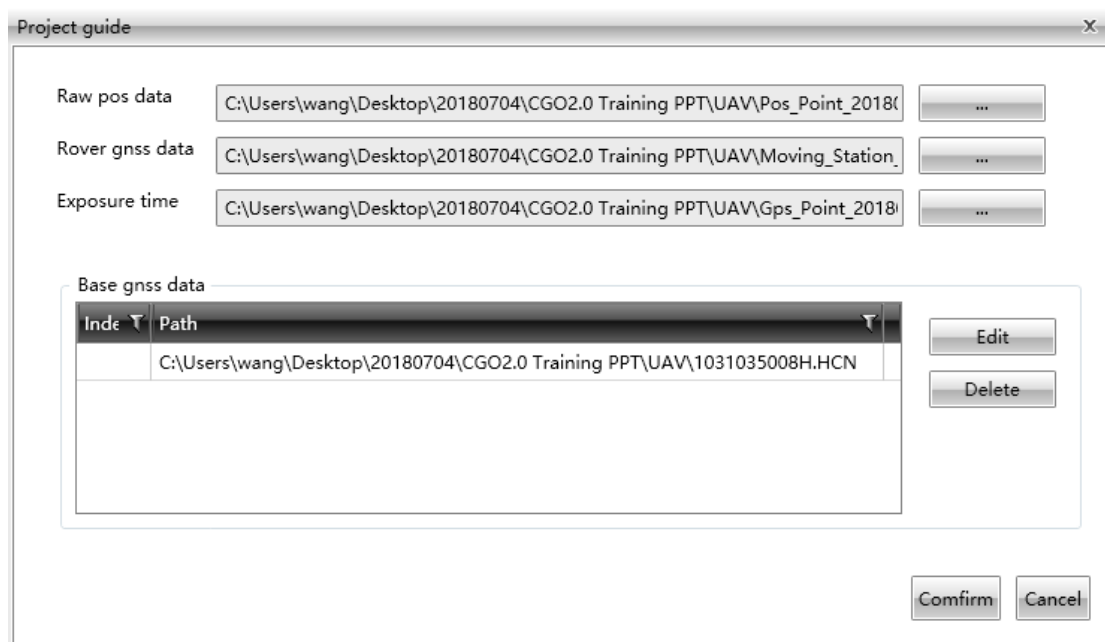 Project guide
Raw pos data
C:\Users\wang\Desktop\20180704\CGO2.0 Training PPT\UAV\Pos_Point_2018(
...
Rover gnss data
C:\Users\wang\Desktop\20180704\CGO2.0 Training PPT\UAV\Moving_Station_
...
Exposure time
C:\Users\wang\Desktop\20180704\CGO2.0 Training PPT\UAV\Gps_Point_2018
...
Base gnss data
Inde Path
C:\Users\wang\Desktop\20180704\CGO2.0 Training PPT\UAV\1031035008H.HCN
Edit
Delete
Comfirm Cancel